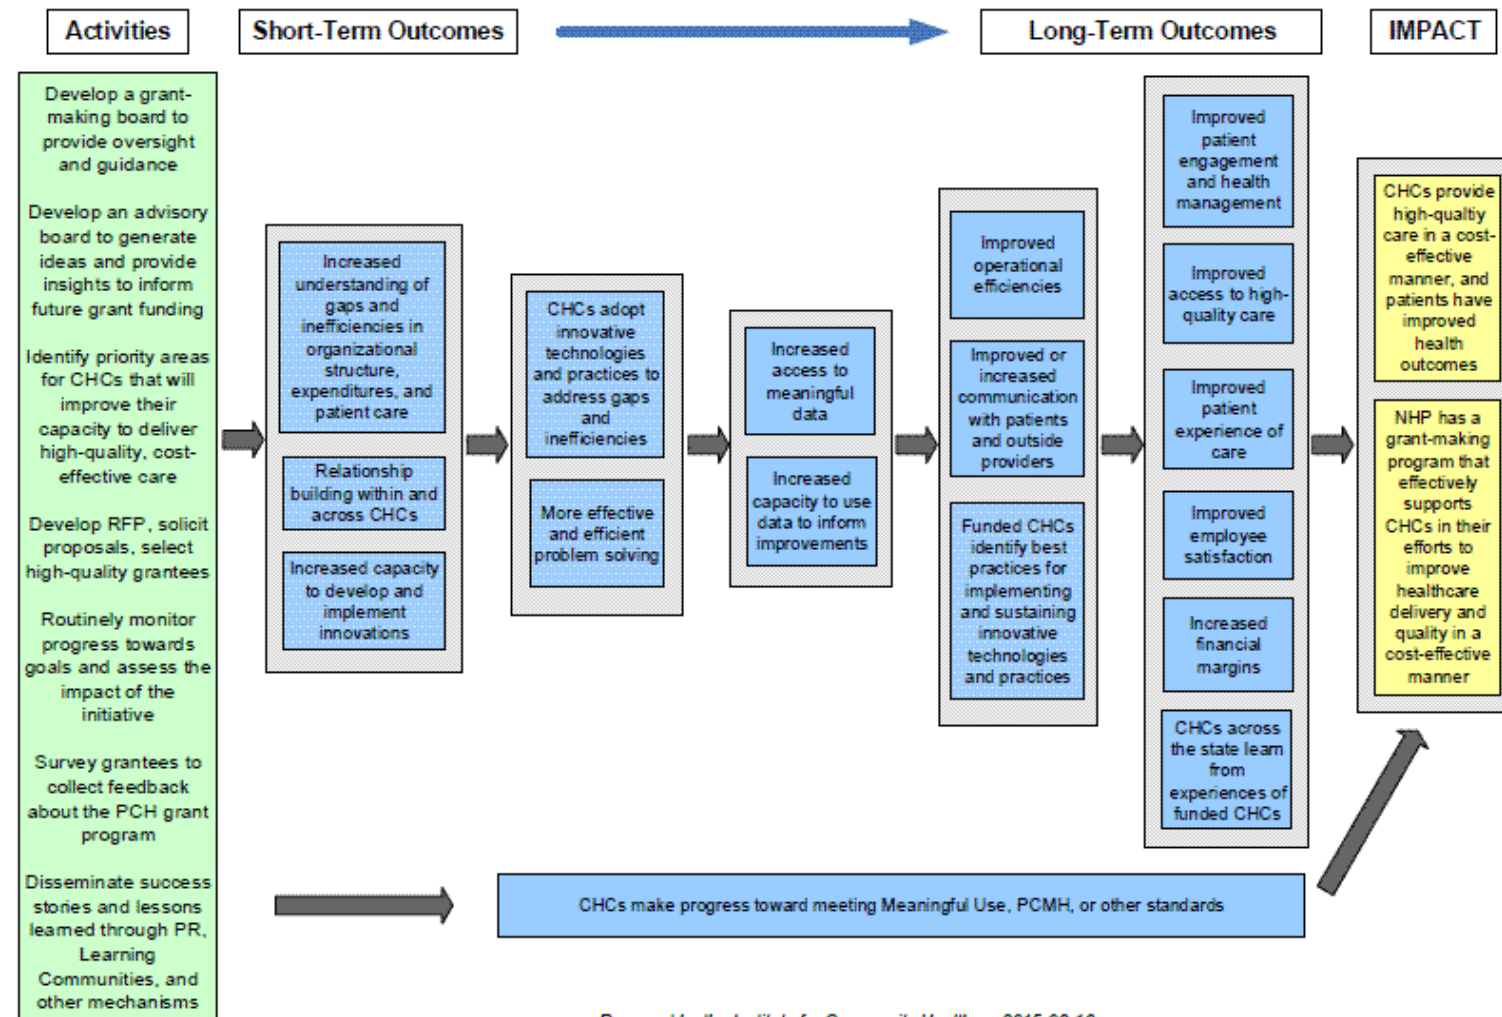 Activities
Short-Term Outcomes
Long-Term Outcomes
IMPACT
Develop a grant-
making board to
provide oversight
and guidance
Develop an advisory
board to generate
ideas and provide
insights to inform
future grant funding
Identify priority areas
for CHCs that will
improve their
capacity to deliver
high-quality, cost-
effective care
Develop RFP, solicit
proposals, select
high-quality grantees
Routinely monitor
progress towards
goals and assess the
impact of the
initiative
Survey grantees to
collect feedback
about the PCH grant
program
Disseminate success
stories and lessons
learned through PR,
Learning
Communities, and
other mechanisms
Increased
understanding of
gaps and
inefficiencies in
organizational
structure,
expenditures, and
patient care
Relationship
building within and
across CHCs
Increased capacity
to develop and
implement
innovations
CHCs adopt
innovative
technologies
and practices to
address gaps
and
inefficiencies
More effective
and efficient
problem solving
Increased
access to
meaningful
data
Increased
capacity to use
data to inform
improvements
Improved
operational
efficiencies
Improved or
increased
communication
with patients
and outside
providers
Funded CHCs
identify best
practices for
implementing
and sustaining
innovative
technologies
and practices
Improved
patient
engagement
and health
management
Improved
access to high-
quality care
Improved
patient
experience of
care
Improved
employee
satisfaction
Increased
financial
margins
CHCs across
the state learn
from
experiences of
funded CHCs
CHCs provide
high-qualtiy
care in a cost-
effective
manner, and
patients have
improved
health
outcomes
NHP has a
grant-making
program that
effectively
supports
CHCs in their
efforts to
improve
healthcare
delivery and
quality in a
cost-effective
manner
CHCs make progress toward meeting Meaningful Use, PCMH, or other standards